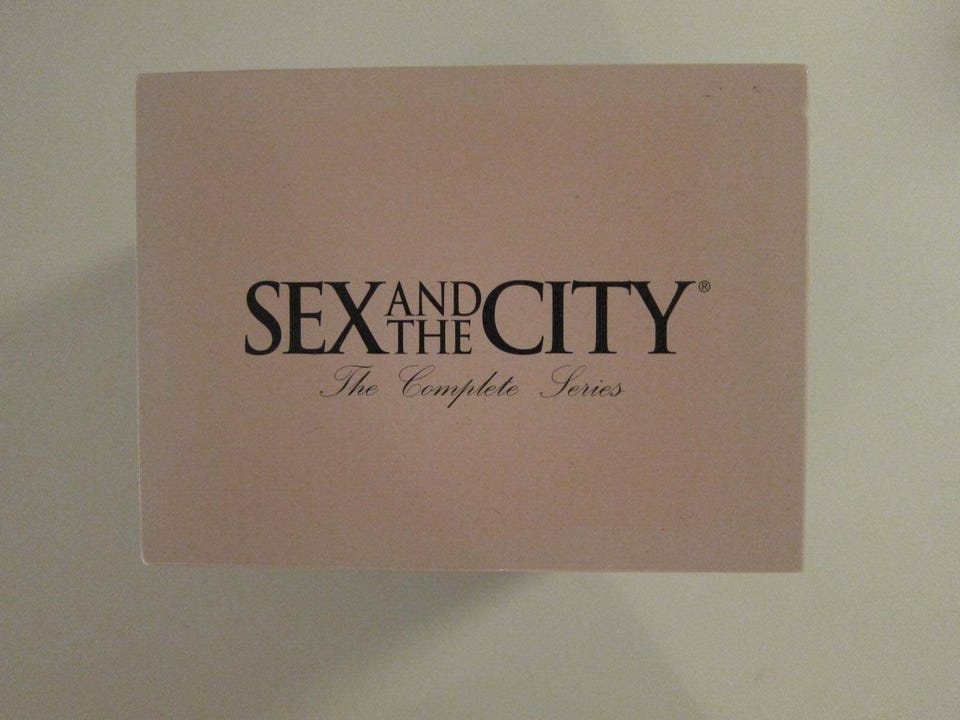 SEX AND THE CITY®
The Complete Series